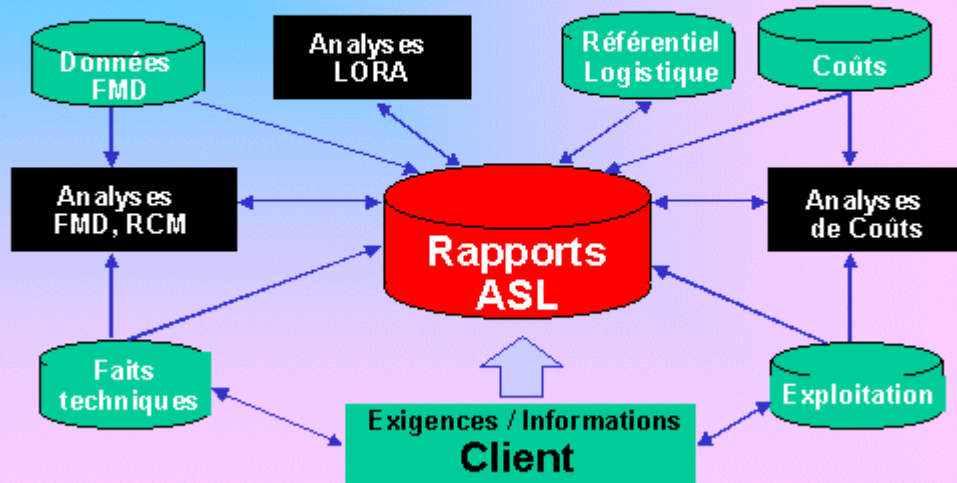 Données
FMD
Analyses
LORA
Référentiel
Logistique
Coûts
Analyses
FMD, RCM
Rapports
ASL
Analyses
de Coûts
Faits
techniques
Exploitation
Exigences / Informations
Client